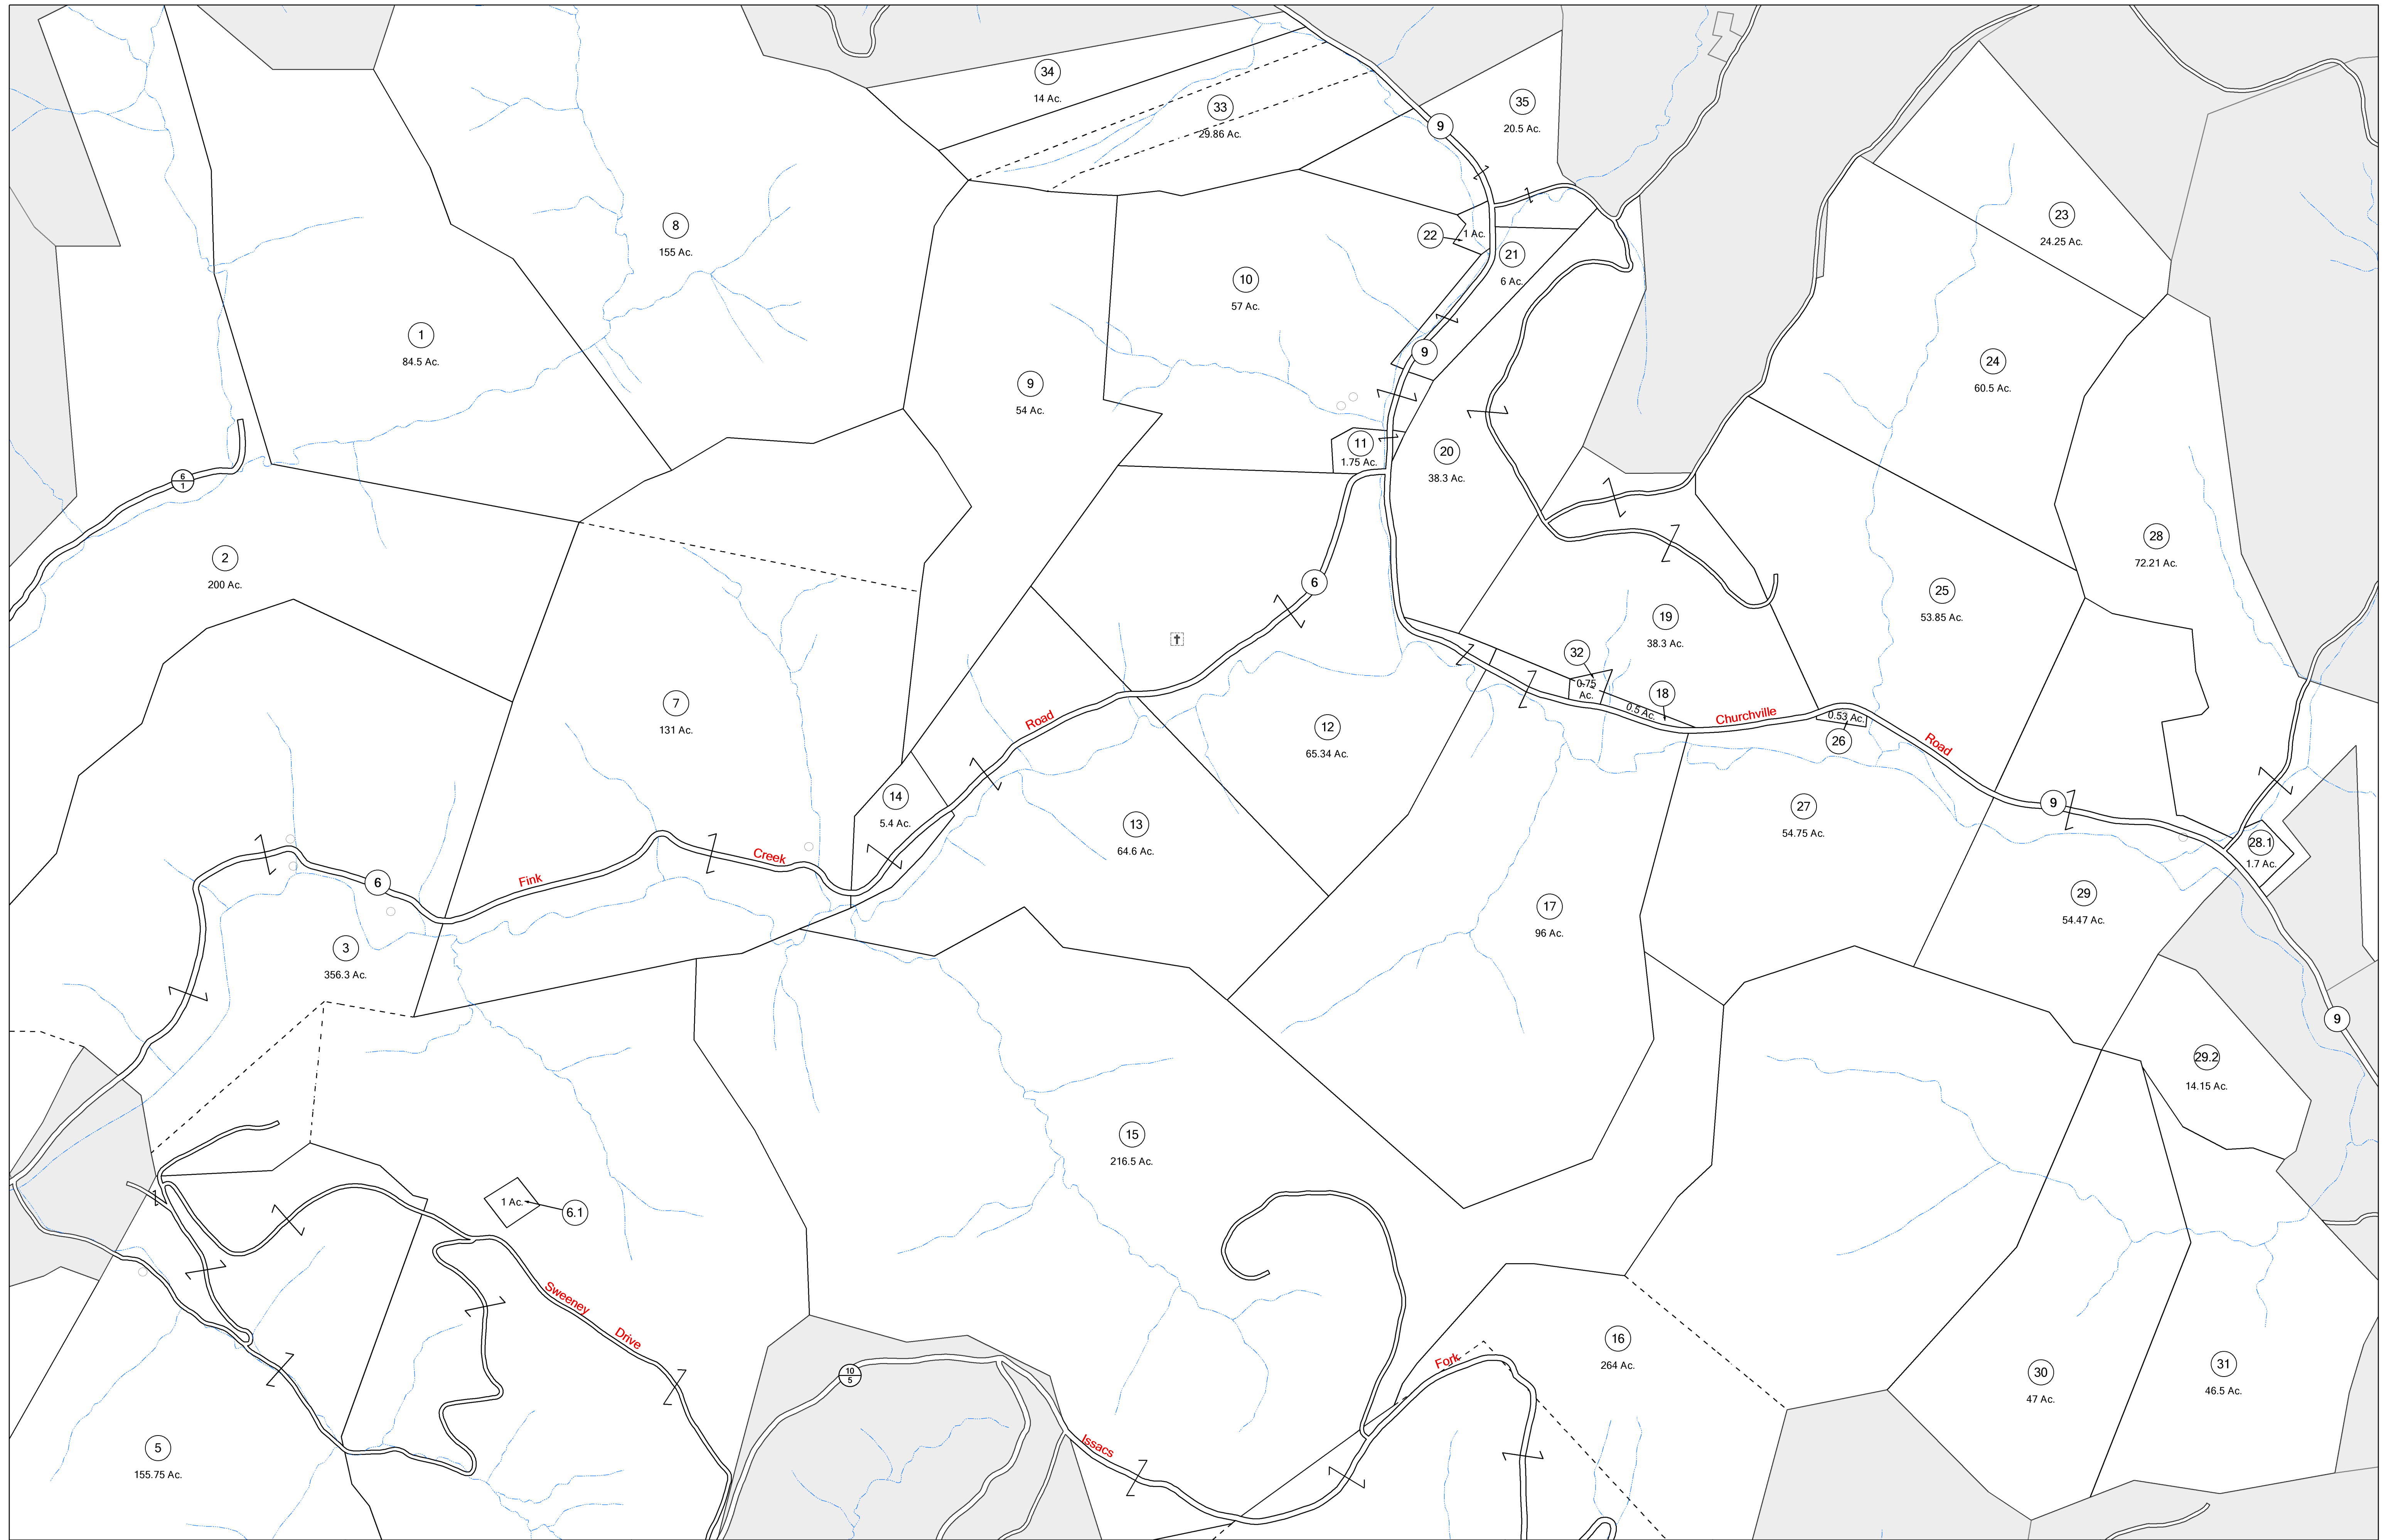 34
14 Ac.
33
29.86 Ac.
35
20.5 Ac.
9
8
155 Ac.
23
24.25 Ac.
22
1 Ac.
21
6 Ac.
10
57 Ac.
1
84.5 Ac.
9
24
60.5 Ac.
9
54 Ac.
11
1.75 Ac.
20
38.3 Ac.
6
1
2
200 Ac.
28
72.21 Ac.
6
25
53.85 Ac.
19
38.3 Ac.
✝
32
0.75
Ac.
18
0.5 Ac.
7
131 Ac.
Road
12
65.34 Ac.
Churchville
0.53 Ac.
26
Road
14
5.4 Ac.
13
64.6 Ac.
27
54.75 Ac.
9
28.1
1.7 Ac.
Creek
Fink
6
29
54.47 Ac.
17
96 Ac.
3
356.3 Ac.
9
29.2
14.15 Ac.
15
216.5 Ac.
1 Ac.
6.1
Sweeney
Drive
16
264 Ac.
Fork
10
5
30
47 Ac.
31
46.5 Ac.
5
155.75 Ac.
Issacs